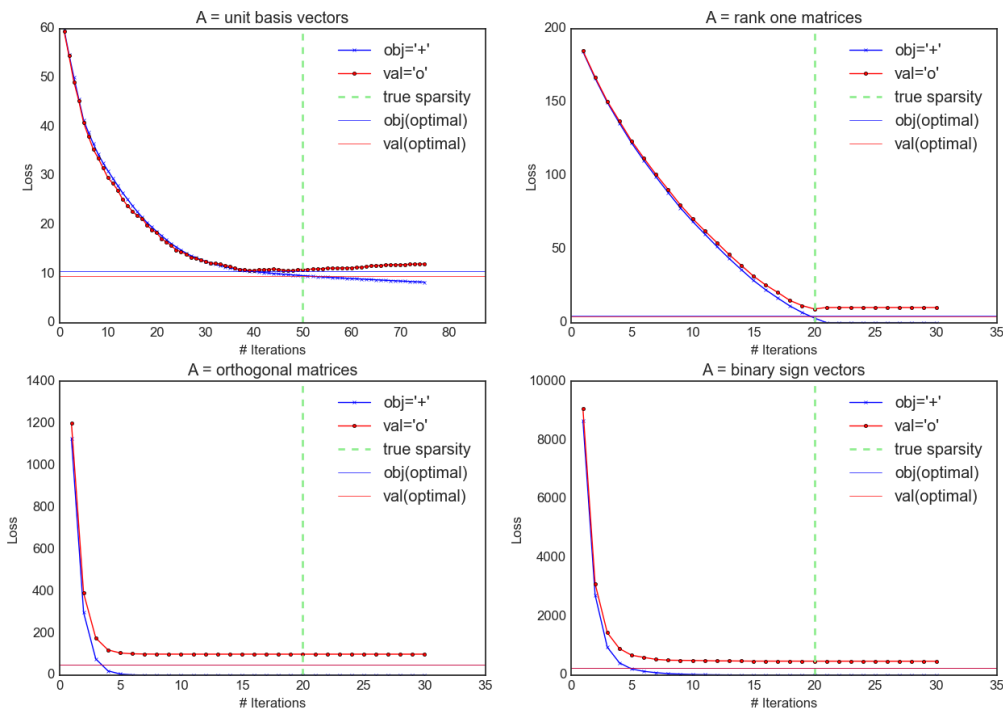 A = unit basis vectors
60
50
40
30
20
10
0
Loss
0 10 20 30 40 50 60 70 80
# Iterations
obj='+'
val='o'
true sparsity
obj(optimal)
val(optimal)
A = rank one matrices
200
150
100
50
0
Loss
0 5 10 15 20 25 30 35
# Iterations
obj='+'
val='o'
true sparsity
obj(optimal)
val(optimal)
A = orthogonal matrices
1400
1200
1000
800
600
400
200
0
Loss
0 5 10 15 20 25 30 35
# Iterations
obj='+'
val='o'
true sparsity
obj(optimal)
val(optimal)
A = binary sign vectors
10000
8000
6000
4000
2000
0
Loss
0 5 10 15 20 25 30 35
# Iterations
obj='+'
val='o'
true sparsity
obj(optimal)
val(optimal)